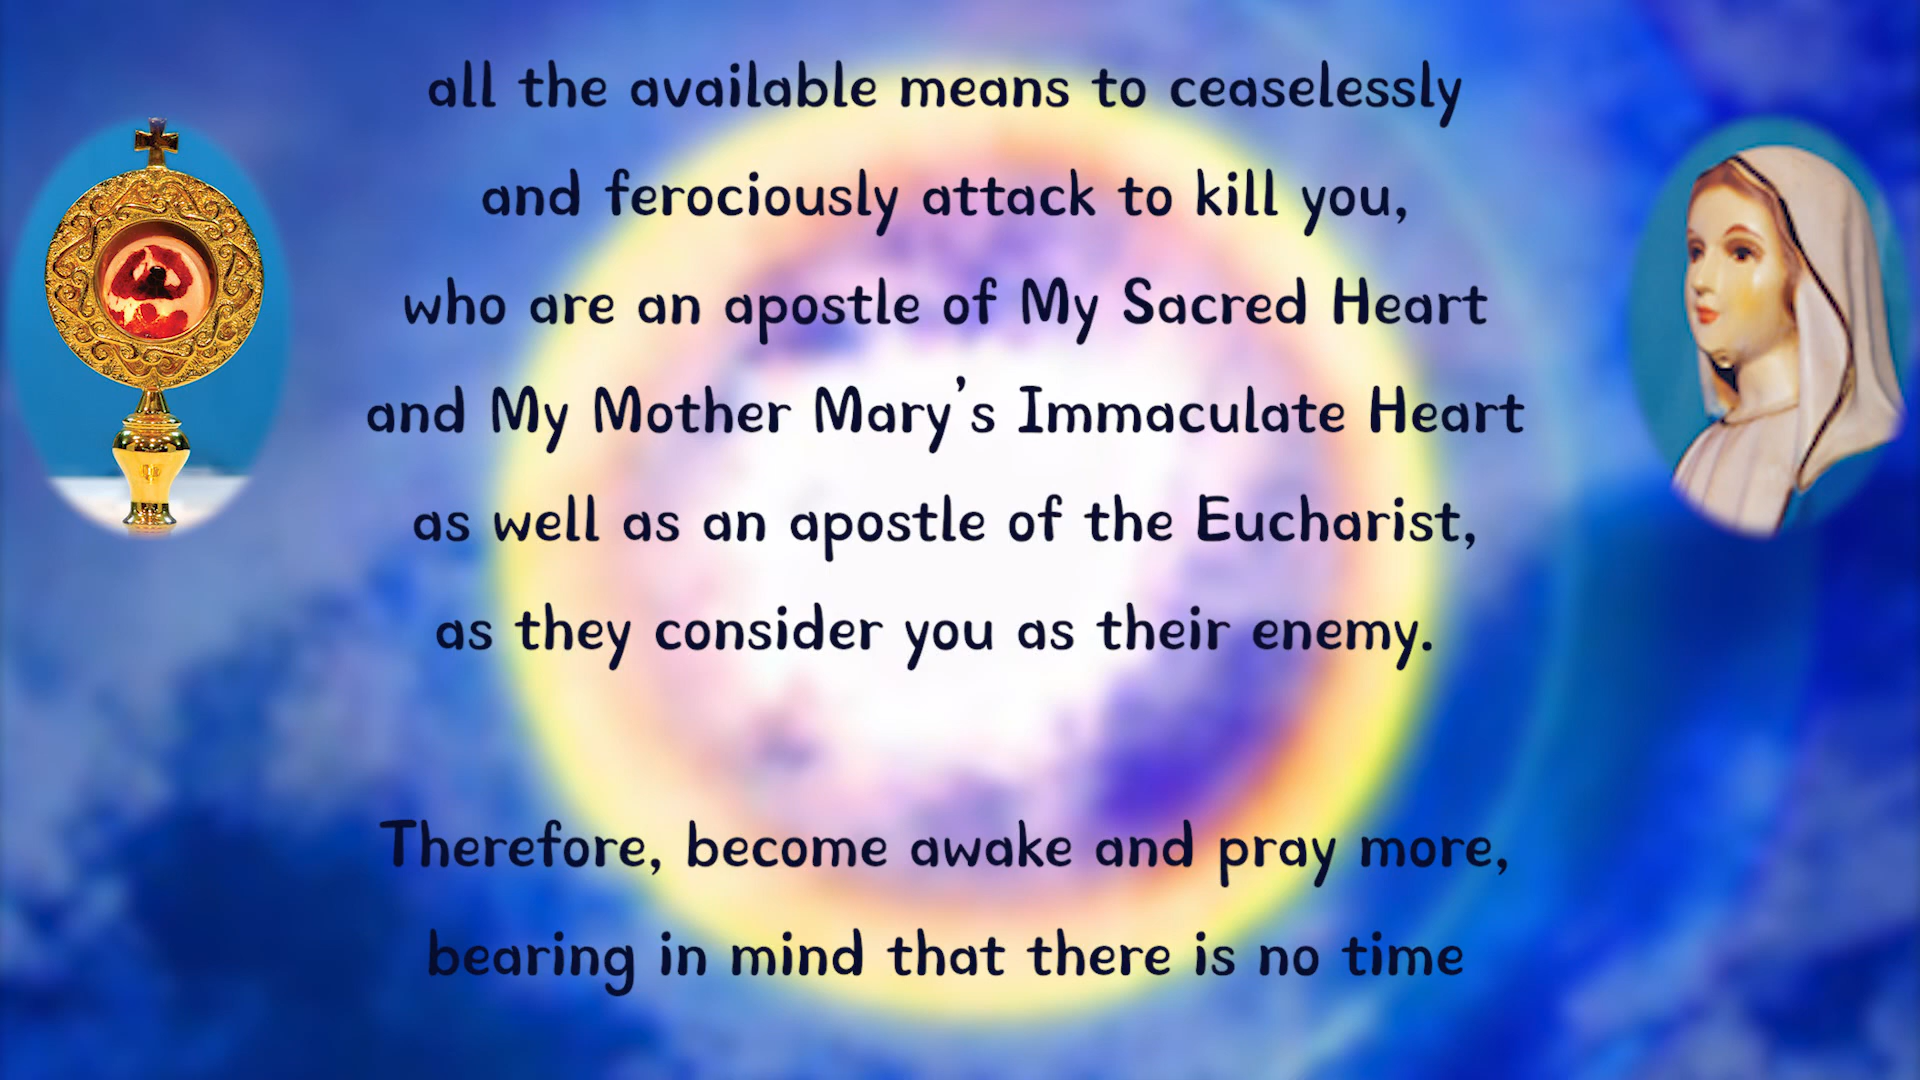 all the available means to ceaselessly
and ferociously attack to kill you,
who are an apostle of My Sacred Heart
and My Mother Mary's Immaculate Heart
as well as an apostle of the Eucharist,
as they consider you as their enemy.
Therefore, become awake and pray more,
bearing in mind that there is no time